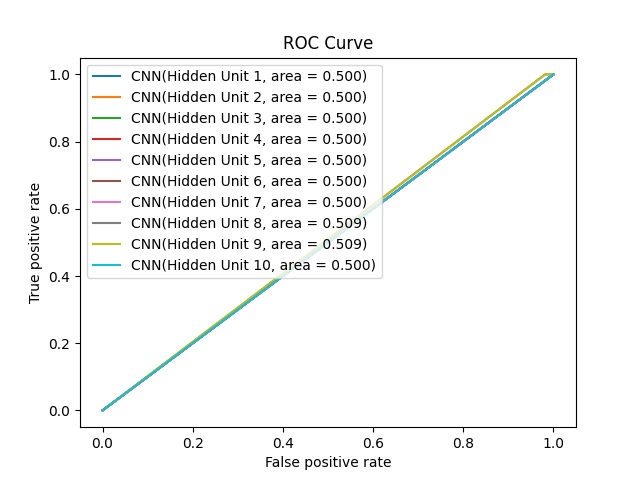 ROC Curve
CNN(Hidden Unit 1, area = 0.500)
CNN(Hidden Unit 2, area = 0.500)
CNN(Hidden Unit 3, area = 0.500)
CNN(Hidden Unit 4, area = 0.500)
CNN(Hidden Unit 5, area = 0.500)
CNN(Hidden Unit 6, area = 0.500)
CNN(Hidden Unit 7, area = 0.500)
CNN(Hidden Unit 8, area = 0.509)
CNN(Hidden Unit 9, area = 0.509)
CNN(Hidden Unit 10, area = 0.500)
True positive rate
1.0
0.8
0.6
0.4
0.2
0.0
0.0 0.2 0.4 0.6 0.8 1.0
False positive rate